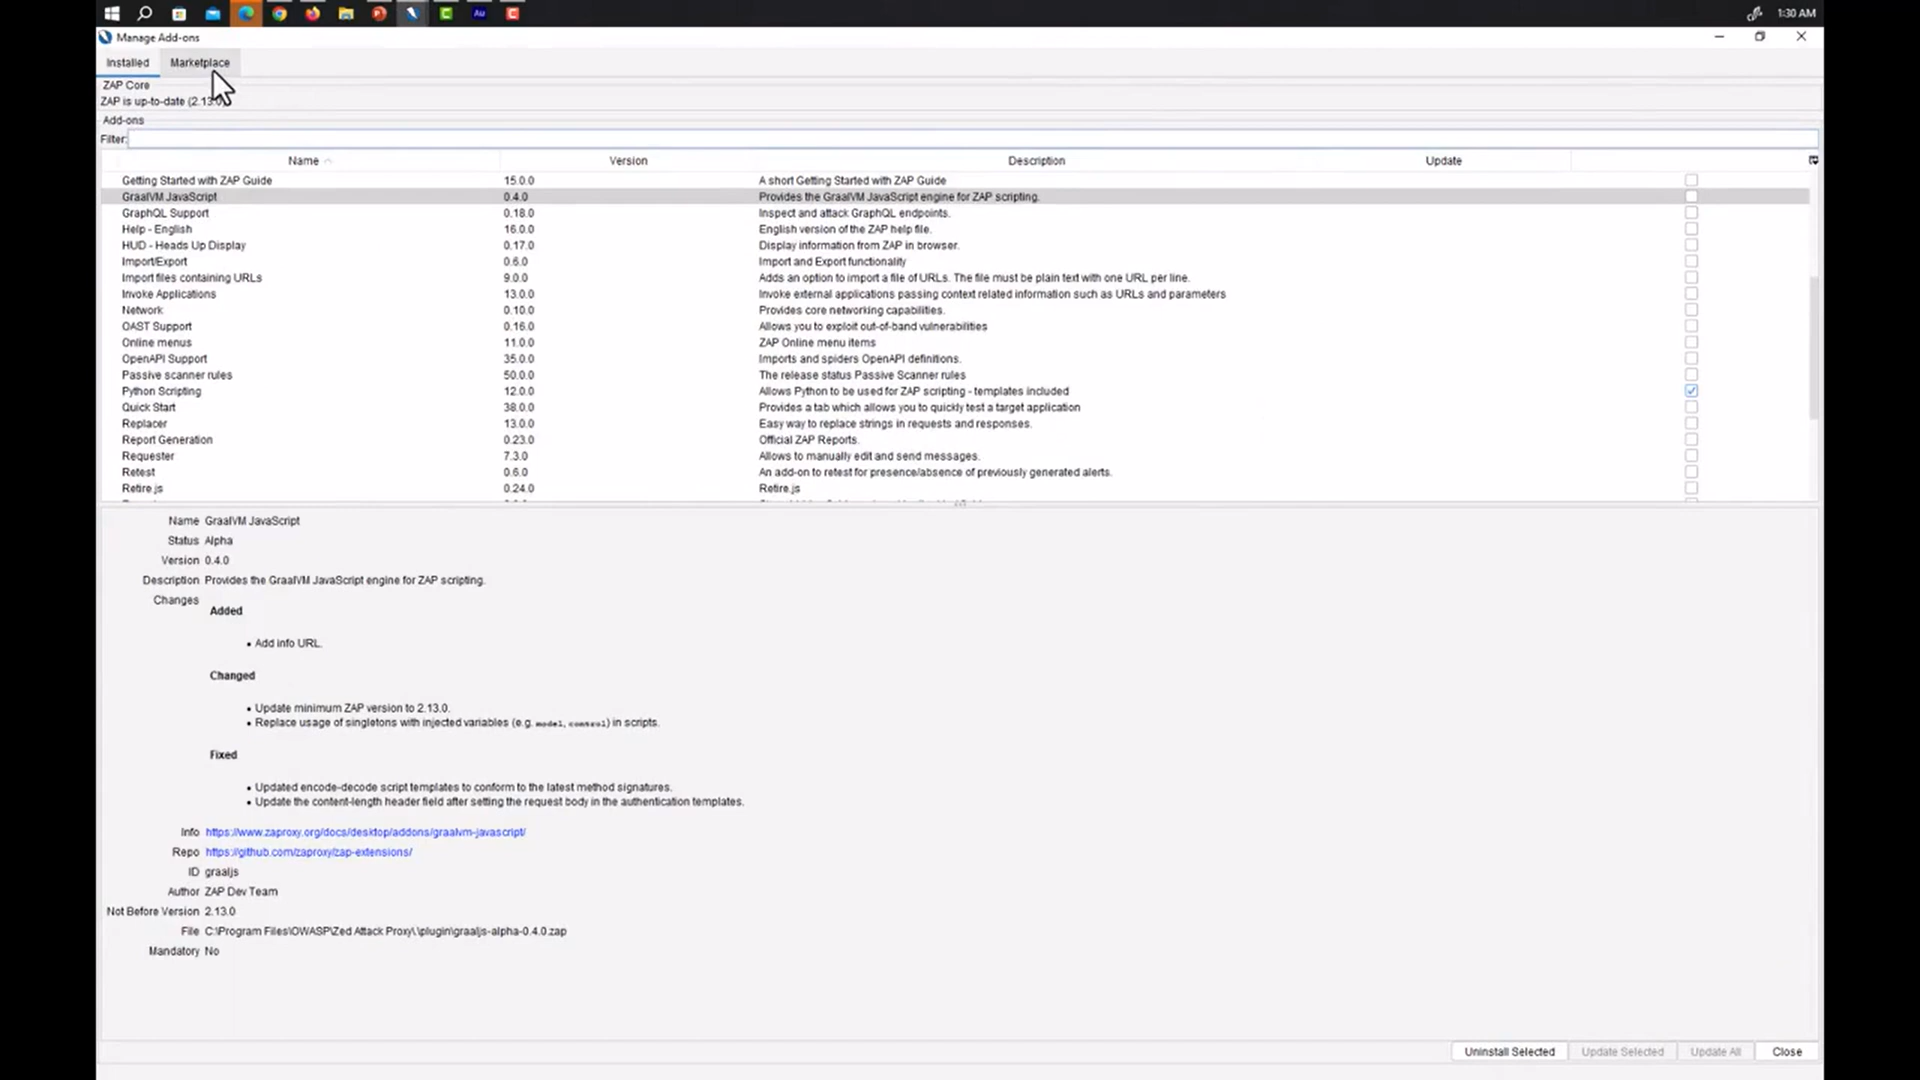 1:30 AM
Manage Add-ons
Installed Marketplace
ZAP Core
ZAP is up-to-date (2.13.0)
Add-ons
Filter:
Name Version Description Update
Getting Started with ZAP Guide 15.0.0 A short Getting Started with ZAP Guide
GraalVM JavaScript 0.4.0 Provides the GraalVM JavaScript engine for ZAP scripting.
GraphQL Support 0.18.0 Inspect and attack GraphQL endpoints.
Help - English 16.0.0 English version of the ZAP help file.
HUD - Heads Up Display 0.17.0 Display information from ZAP in browser.
Import/Export 0.6.0 Import and Export functionality
Import files containing URLs 9.0.0 Adds an option to import a file of URLs. The file must be plain text with one URL per line.
Invoke Applications 13.0.0 Invoke external applications passing context related information such as URLs and parameters
Network 0.10.0 Provides core networking capabilities.
OAST Support 0.16.0 Allows you to exploit out-of-band vulnerabilities
Online menus 11.0.0 ZAP Online menu items
OpenAPI Support 35.0.0 Imports and spiders OpenAPI definitions.
Passive scanner rules 50.0.0 The release status Passive Scanner rules
Python Scripting 12.0.0 Allows Python to be used for ZAP scripting - templates included
Quick Start 38.0.0 Provides a tab which allows you to quickly test a target application
Replacer 13.0.0 Easy way to replace strings in requests and responses.
Report Generation 0.23.0 Official ZAP Reports.
Requester 7.3.0 Allows to manually edit and send messages.
Retest 0.6.0 An add-on to retest for presence/absence of previously generated alerts.
Retire.js 0.24.0 Retire.js
Name GraalVM JavaScript
Status Alpha
Version 0.4.0
Description Provides the GraalVM JavaScript engine for ZAP scripting.
Changes
Added
• Add info URL.
Changed
• Update minimum ZAP version to 2.13.0.
• Replace usage of singletons with injected variables (e.g. model, control) in scripts.
Fixed
• Updated encode-decode script templates to conform to the latest method signatures.
• Update the content-length header field after setting the request body in the authentication templates.
Info https://www.zaproxy.org/docs/desktop/addons/graalvm-javascript/
Repo https://github.com/zaproxy/zap-extensions/
ID graaljs
Author ZAP Dev Team
Not Before Version 2.13.0
File C:\Program Files\OWASP\Zed Attack Proxy\.\plugin\graaljs-alpha-0.4.0.zap
Mandatory No
Uninstall Selected Update Selected Update All Close